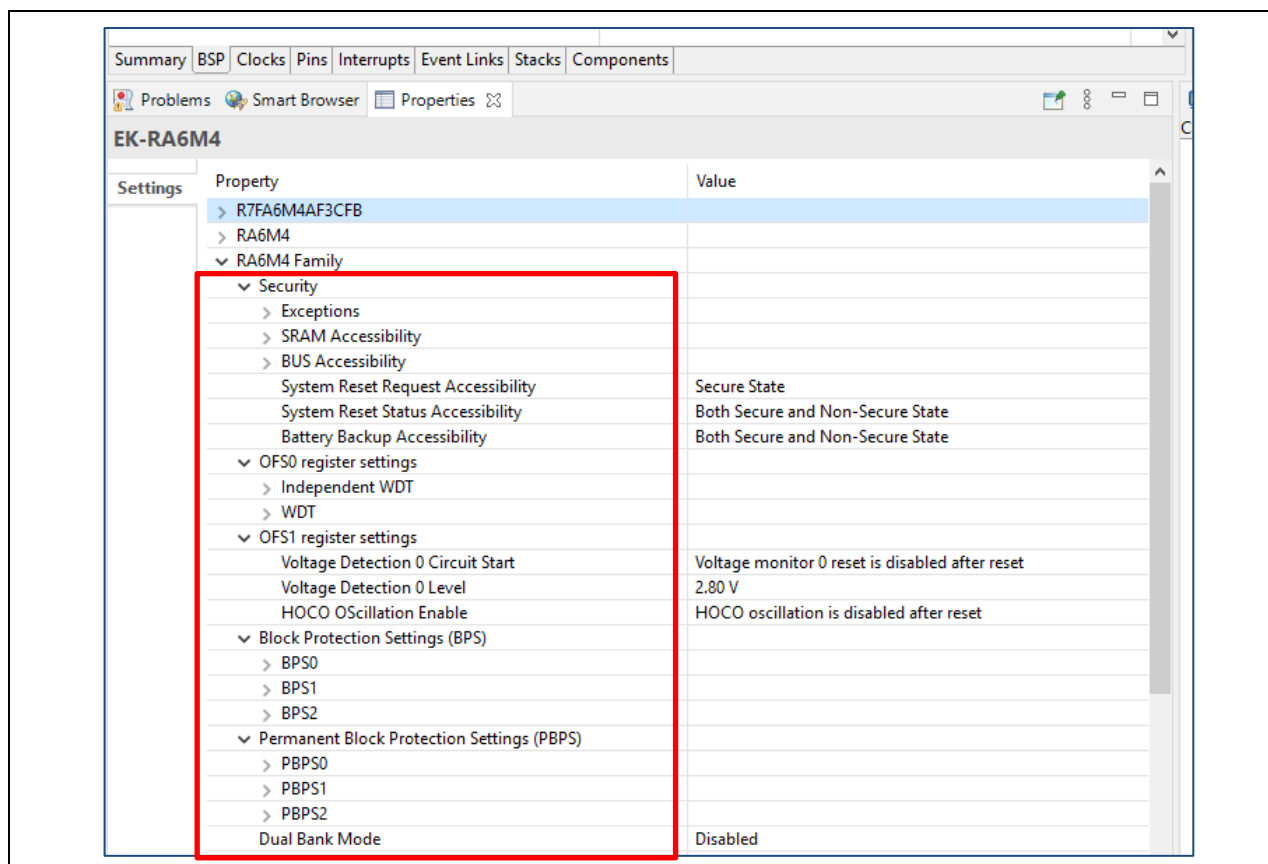 Summary BSP Clocks Pins Interrupts Event Links Stacks Components
Problems Smart Browser Properties
C
EK-RA6M4
Settings
Property Value
R7FA6M4AF3CFB
RA6M4
RA6M4 Family
Security
Exceptions
SRAM Accessibility
BUS Accessibility
System Reset Request Accessibility Secure State
System Reset Status Accessibility Both Secure and Non-Secure State
Battery Backup Accessibility Both Secure and Non-Secure State
OFS0 register settings
Independent WDT
WDT
OFS1 register settings
Voltage Detection 0 Circuit Start Voltage monitor 0 reset is disabled after reset
Voltage Detection 0 Level 2.80 V
HOCO OScillation Enable HOCO oscillation is disabled after reset
Block Protection Settings (BPS)
BPS0
BPS1
BPS2
Permanent Block Protection Settings (PBPS)
PBPS0
PBPS1
PBPS2
Dual Bank Mode Disabled